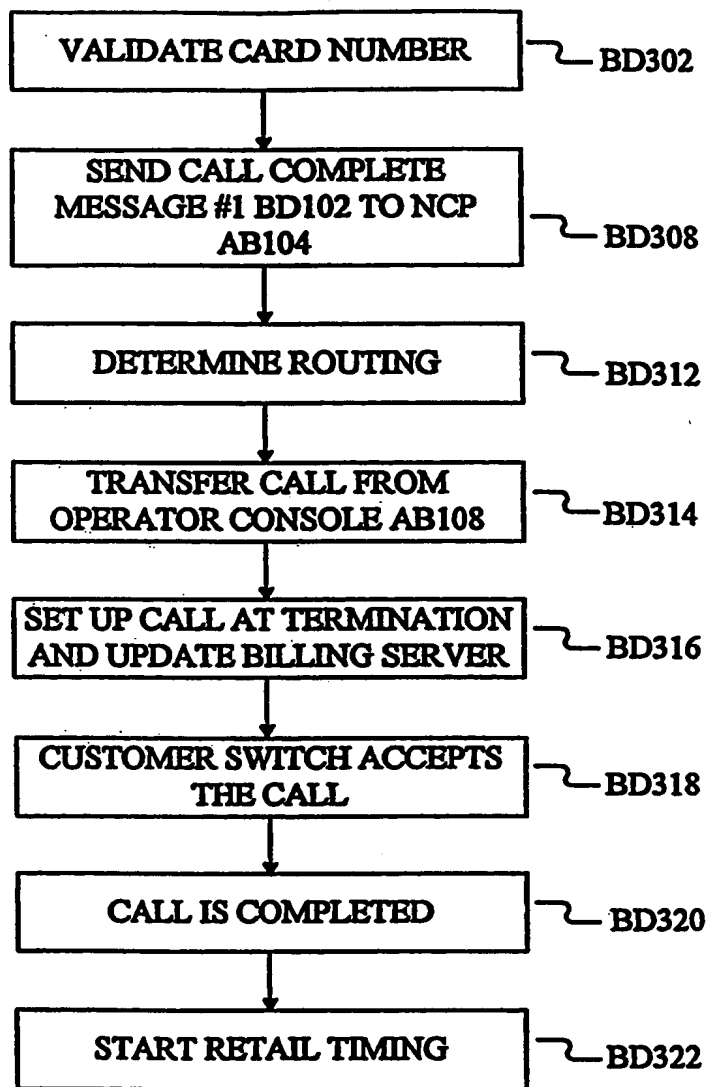 VALIDATE CARD NUMBER
BD302
SEND CALL COMPLETE
MESSAGE #1 BD102 TO NCP
AB104
BD308
DETERMINE ROUTING
BD312
TRANSFER CALL FROM
OPERATOR CONSOLE AB108
BD314
SET UP CALL AT TERMINATION
AND UPDATE BILLING SERVER
BD316
CUSTOMER SWITCH ACCEPTS
THE CALL
BD318
CALL IS COMPLETED
BD320
START RETAIL TIMING
BD322